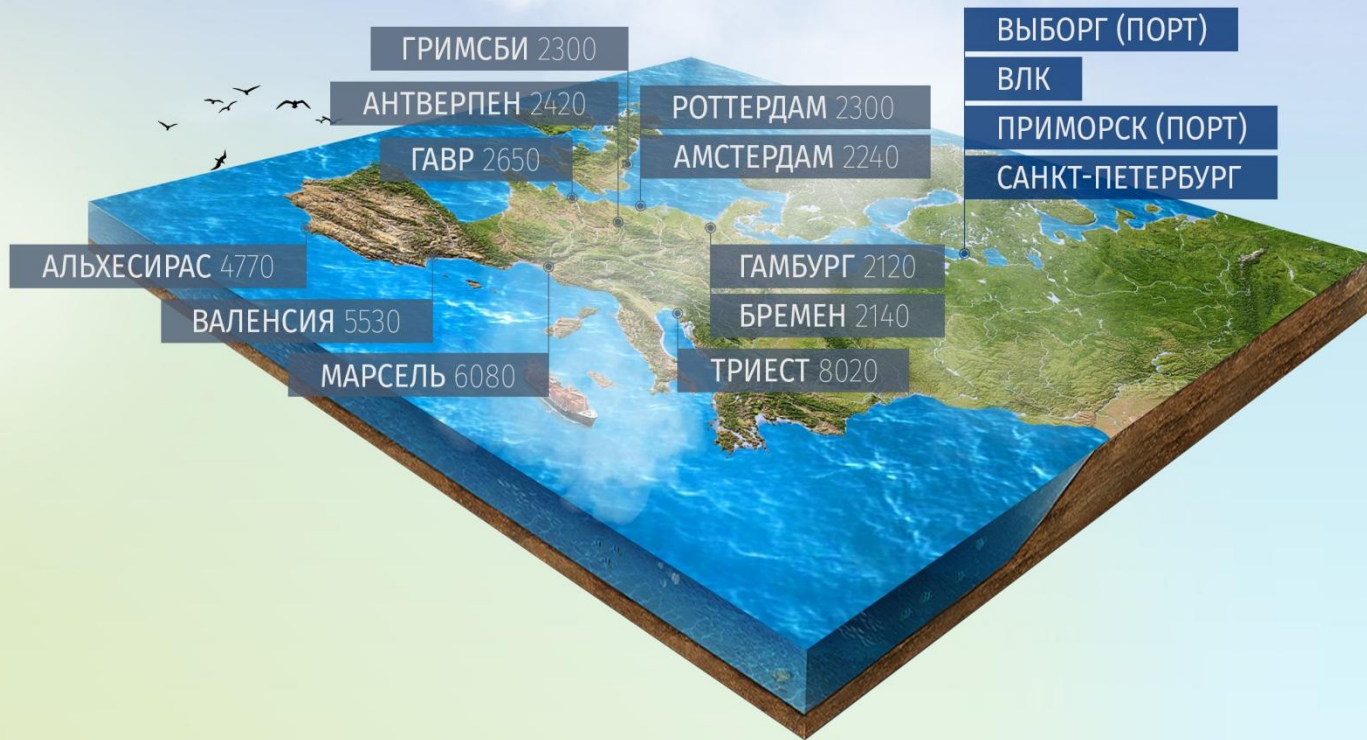 ГРИМСБИ 2300
АНТВЕРПЕН 2420
ГАВР 2650
РОТТЕРДАМ 2300
АМСТЕРДАМ 2240
ВЫБОРГ (ПОРТ)
ВЛК
ПРИМОРСК (ПОРТ)
САНКТ-ПЕТЕРБУРГ
АЛЬХЕСИРАС 4770
ВАЛЕНСИЯ 5530
МАРСЕЛЬ 6080
ГАМБУРГ 2120
БРЕМЕН 2140
ТРИЕСТ 8020